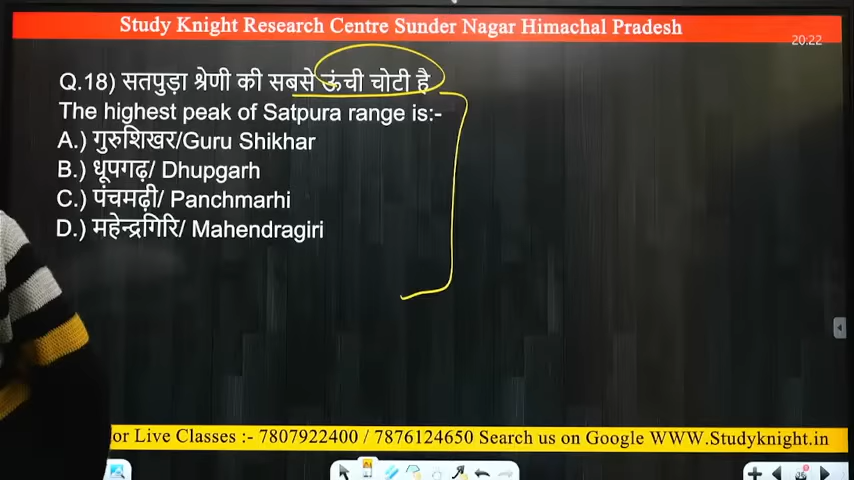 Study Knight Research Centre Sunder Nagar Himachal Pradesh
20:22
Q.18) सतपुड़ा श्रेणी की सबसे ऊंची चोटी है
The highest peak of Satpura range is:-
A.) गुरुशिखर/Guru Shikhar
B.) धूपगढ़/ Dhupgarh
C.) पंचमढ़ी/ Panchmarhi
D.) महेन्द्रगिरि/ Mahendragiri
or Live Classes :- 7807922400 / 7876124650 Search us on Google WWW.Studyknight.in